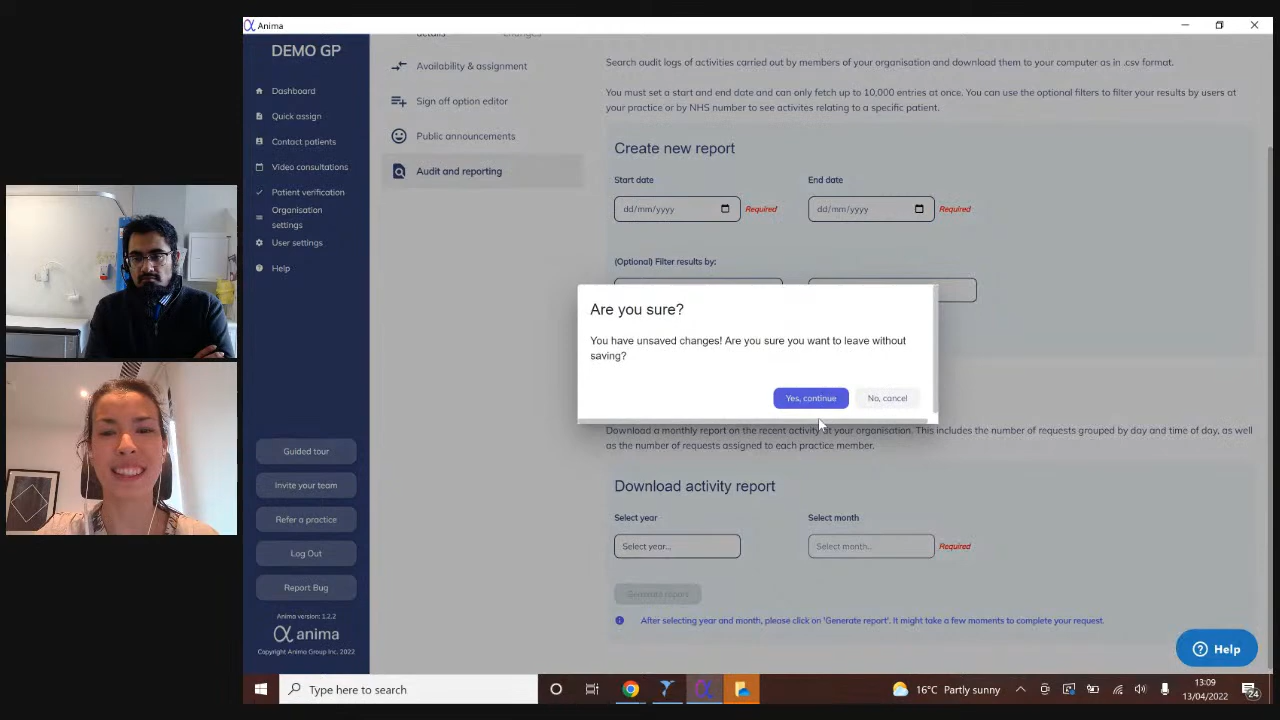 Anima
DEMO GP
Dashboard
Quick assign
Contact patients
Video consultations
Patient verification
Organisation
settings
User settings
Help
Guided tour
Invite your team
Refer a practice
Log Out
Report Bug
Anima version: 1.2.2
anima
Copyright Anima Group Inc. 2022
details
changes
Availability & assignment
Sign off option editor
Public announcements
Audit and reporting
Search audit logs of activities carried out by members of your organisation and download them to your computer as in .csv format.
You must set a start and end date and can only fetch up to 10,000 entries at once. You can use the optional filters to filter your results by users at
your practice or by NHS number to see activites relating to a specific patient.
Create new report
Start date
End date
dd/mm/yyyy
Required
dd/mm/yyyy
Required
(Optional) Filter results by:
Are you sure?
You have unsaved changes! Are you sure you want to leave without
saving?
Yes, continue
No, cancel
Download a monthly report on the recent activity at your organisation. This includes the number of requests grouped by day and time of day, as well
as the number of requests assigned to each practice member.
Download activity report
Select year
Select month
Select year...
Select month..
Required
Generate report
After selecting year and month, please click on 'Generate report'. It might take a few moments to complete your request.
Help
Type here to search
16°C Partly sunny
13:09
13/04/2022
24